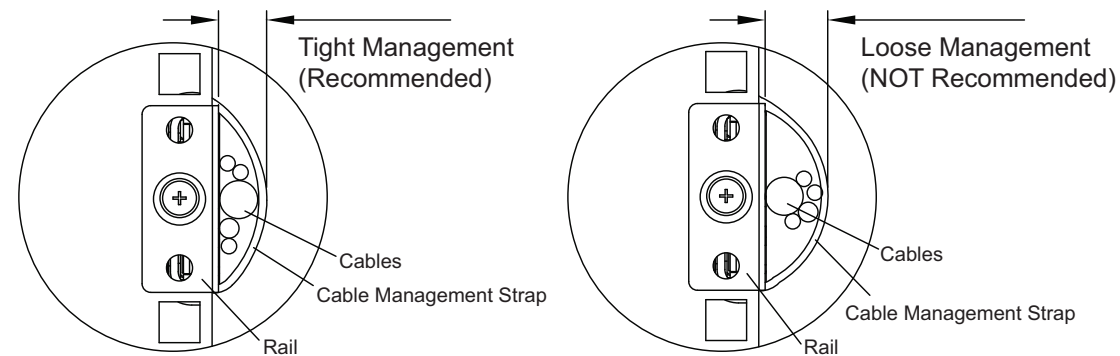 Tight Management
(Recommended)
Cables
Cable Management Strap
Rail
Loose Management
(NOT Recommended)
Cables
Cable Management Strap
Rail